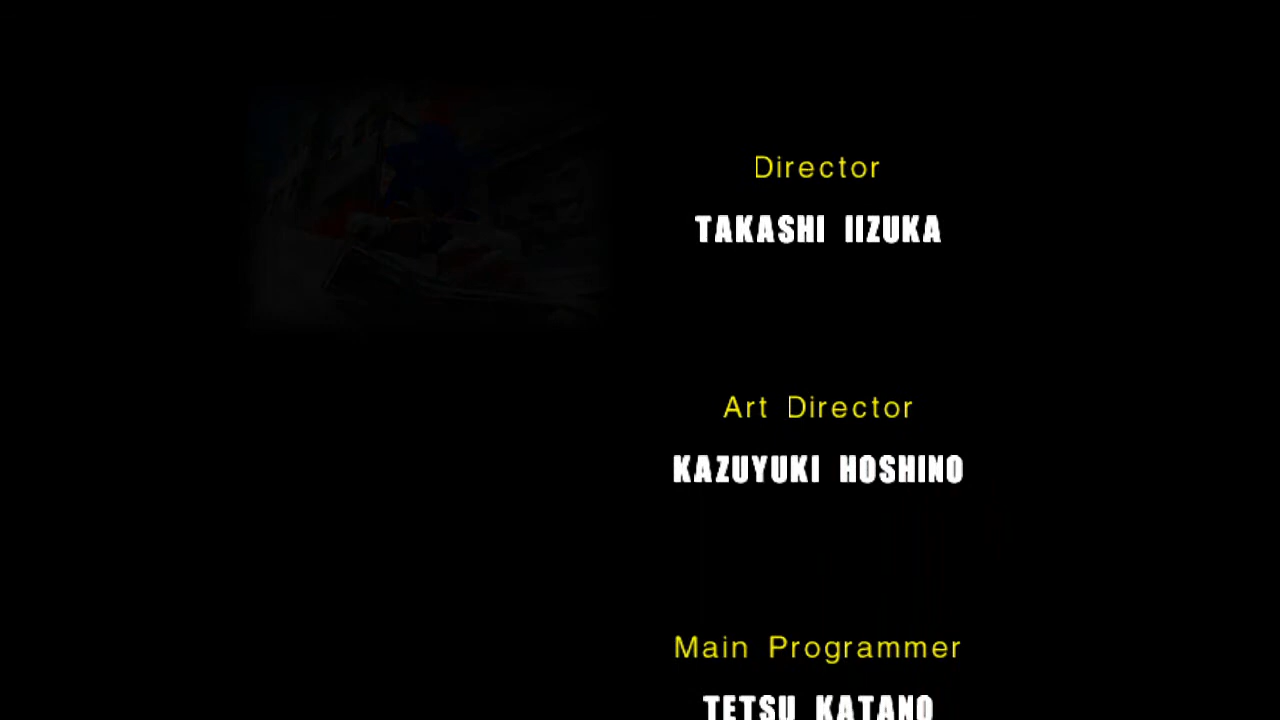 Director
TAKASHI IIZUKA
Art Director
KAZUYUKI HOSHINO
Main Programmer
TETSU KATANO